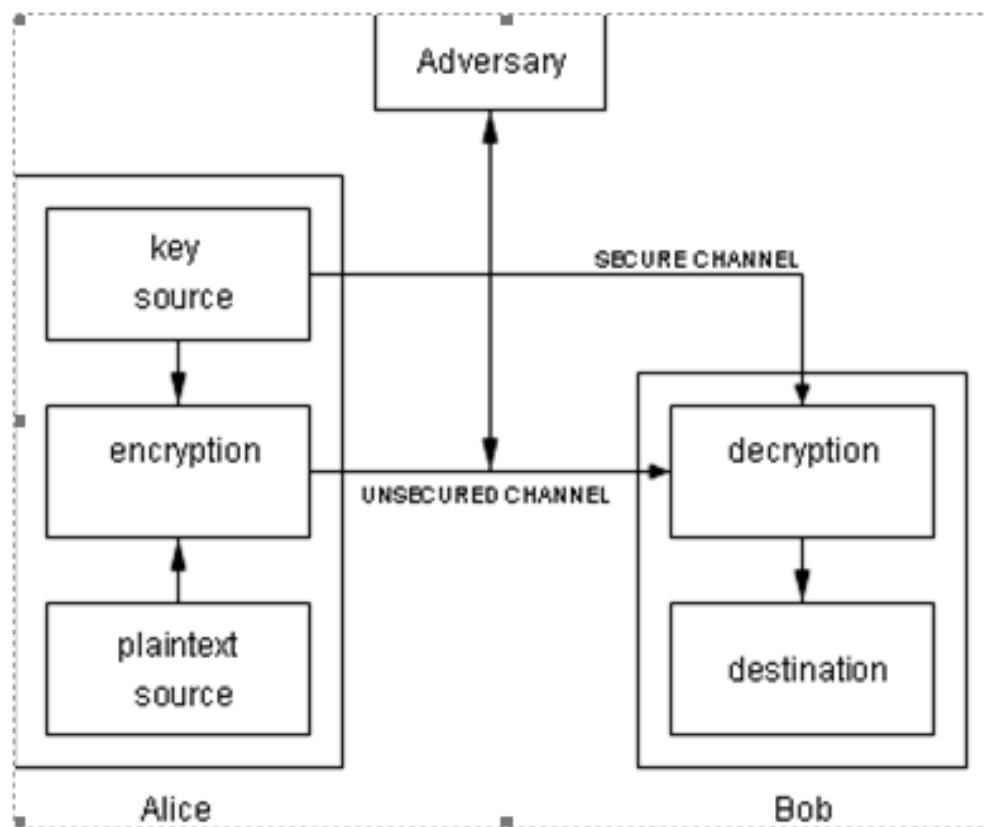 Adversary
key
source
SECURE CHANNEL
encryption
decryption
UNSECURED CHANNEL
plaintext
source
destination
Alice
Bob